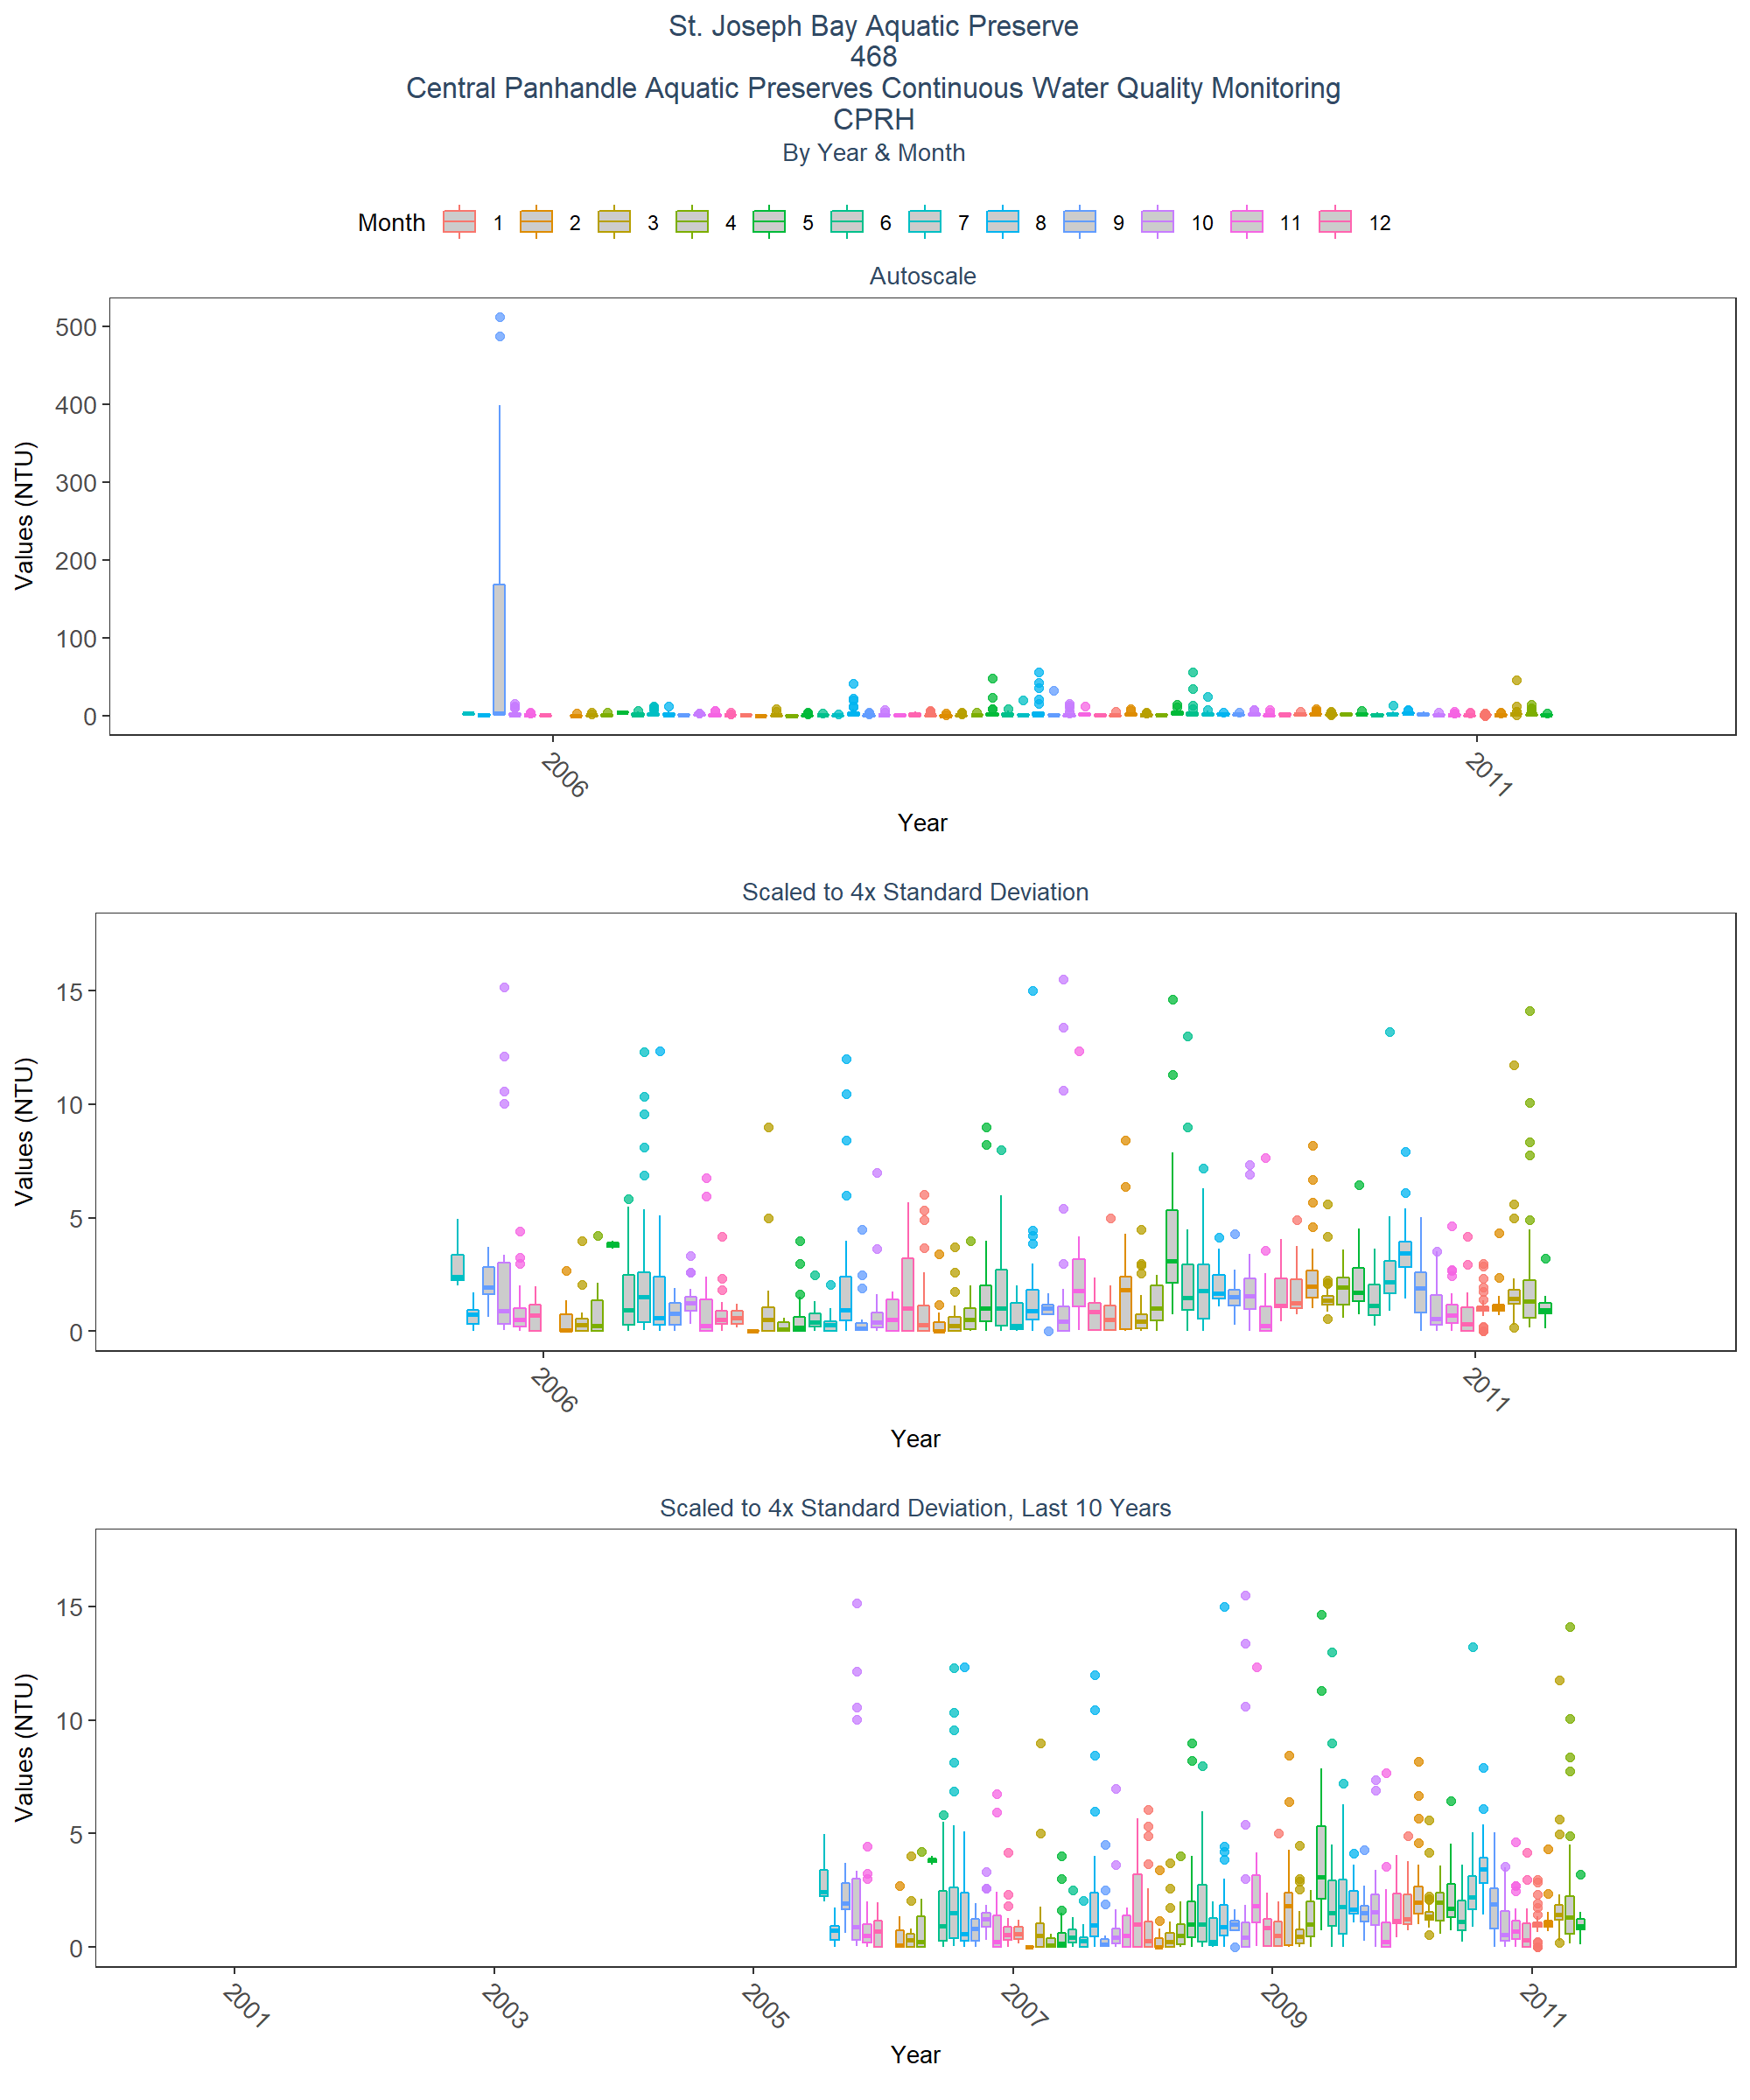 St. Joseph Bay Aquatic Preserve
468
Central Panhandle Aquatic Preserves Continuous Water Quality Monitoring
CPRH
By Year & Month
Month 1 2 3 4 5 6 7 8 9 10 11 12
Autoscale
500
400
300
200
100
0
Values (NTU)
2006 2011
Year
Scaled to 4x Standard Deviation
15
10
5
0
Values (NTU)
2006 2011
Year
Scaled to 4x Standard Deviation, Last 10 Years
15
10
5
0
Values (NTU)
2001 2003 2005 2007 2009 2011
Year